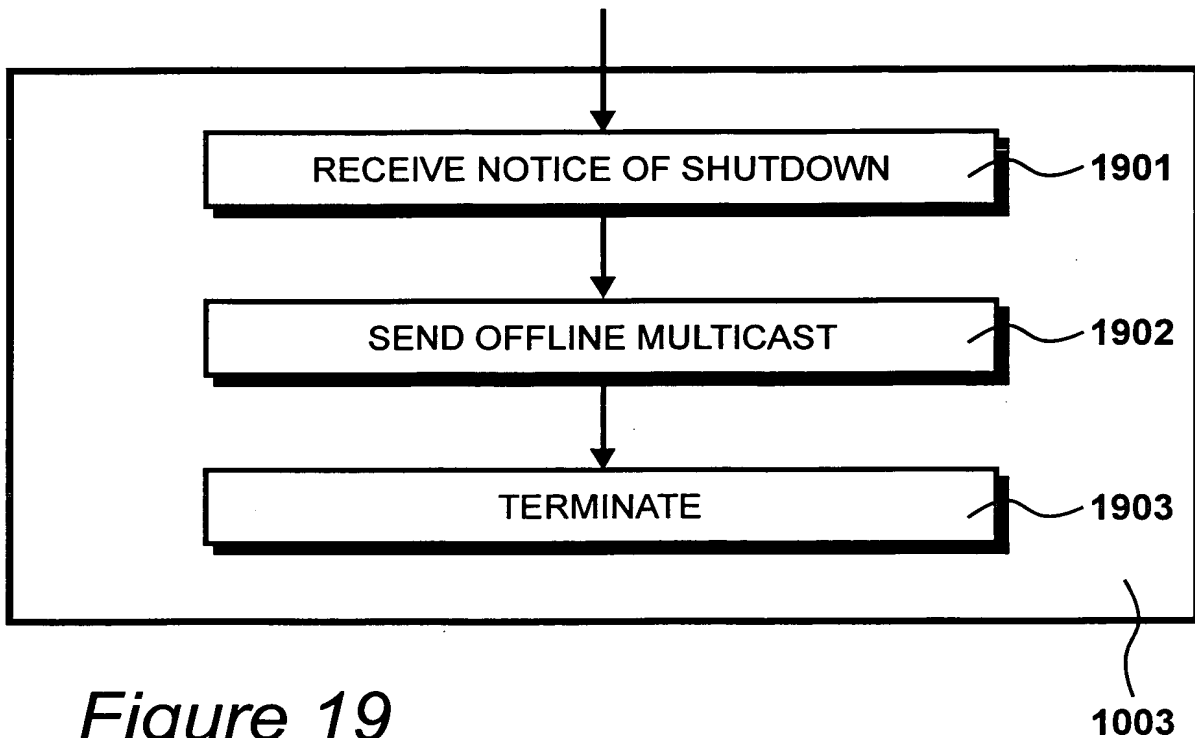 RECEIVE NOTICE OF SHUTDOWN 1901
SEND OFFLINE MULTICAST 1902
TERMINATE 1903
Figure 19
1003